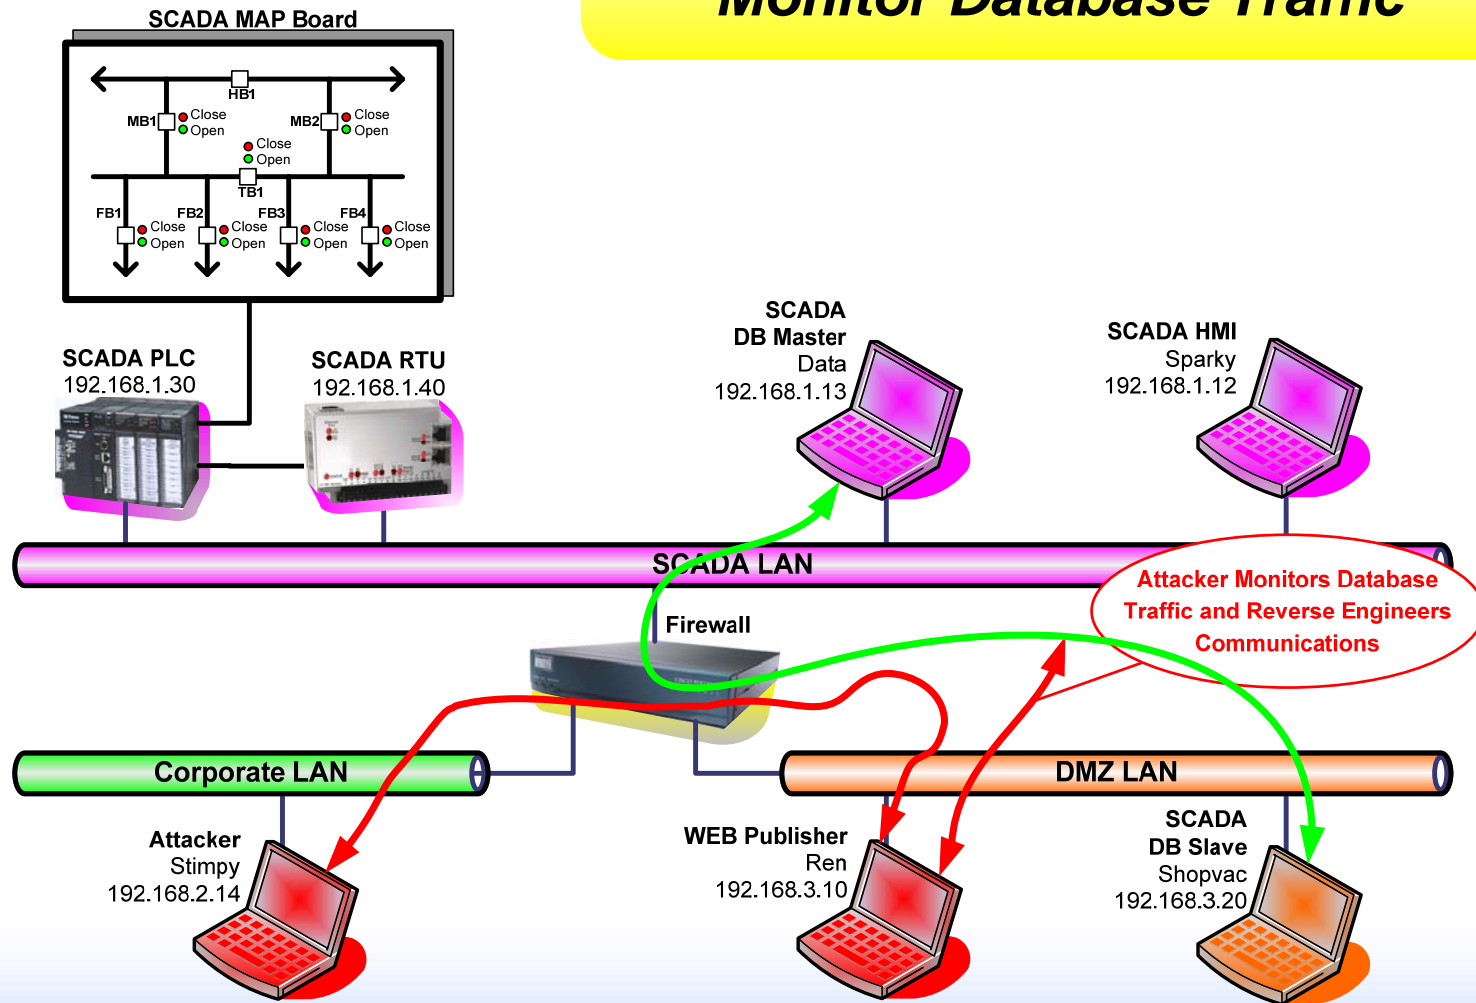 Monitor Database Traffic
SCADA MAP Board
HB1
MB1
Close
Open
MB2
Close
Open
Close
Open
TB1
FB1
Close
Open
FB2
Close
Open
FB3
Close
Open
FB4
Close
Open
SCADA PLC
192.168.1.30
SCADA RTU
192.168.1.40
SCADA
DB Master
Data
192.168.1.13
SCADA HMI
Sparky
192.168.1.12
SCADA LAN
Attacker Monitors Database
Traffic and Reverse Engineers
Communications
Firewall
Corporate LAN
DMZ LAN
Attacker
Stimpy
192.168.2.14
WEB Publisher
Ren
192.168.3.10
SCADA
DB Slave
Shopvac
192.168.3.20